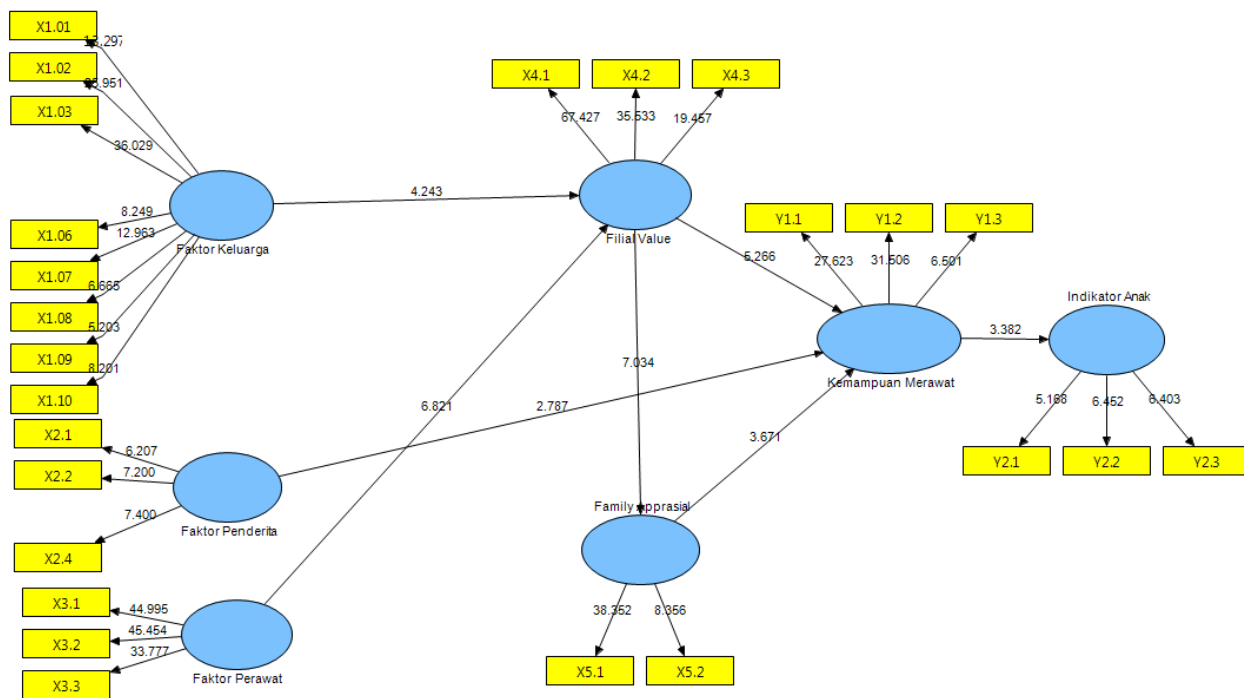 X1.01
X1.02
X1.03
36.029
8.249
X1.06
12.963
X1.07
6.665
X1.08
5.203
X1.09
8.201
X1.10
Faktor Keluarga
4.243
X4.1
X4.2
X4.3
67.427
35.533
19.457
Filial Value
5.266
7.034
6.821
2.787
3.671
Y1.1
Y1.2
Y1.3
27.623
31.506
6.501
Kemampuan Merawat
3.382
Indikator Anak
5.168
6.452
6.403
Y2.1
Y2.2
Y2.3
X2.1
6.207
X2.2
7.200
7.400
X2.4
Faktor Penderita
X3.1
44.995
X3.2
45.454
X3.3
33.777
Faktor Perawat
Family Apprasial
38.352
8.356
X5.1
X5.2